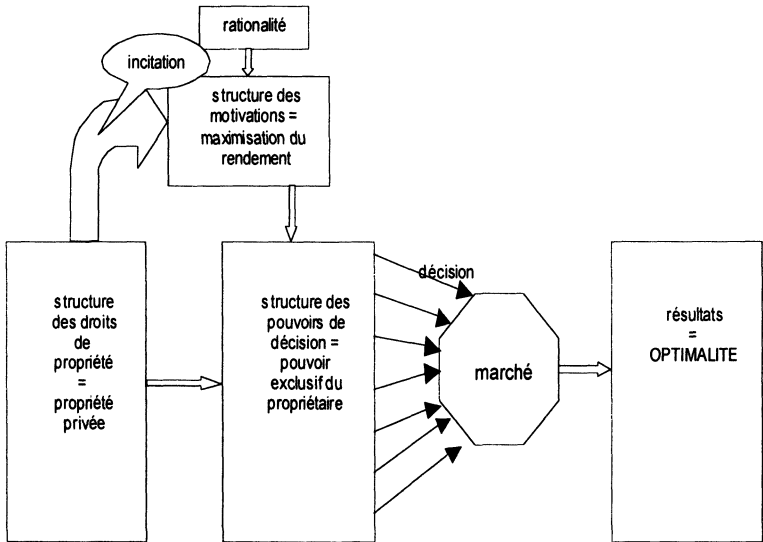 rationalité
incitation
structure des
motivations =
maximisation du
rendement
structure
des droits
de
propriété
=
propriété
privée
structure des
pouvoirs de
décision =
pouvoir
exclusif du
propriétaire
décision
marché
résultats
=
OPTIMALITE